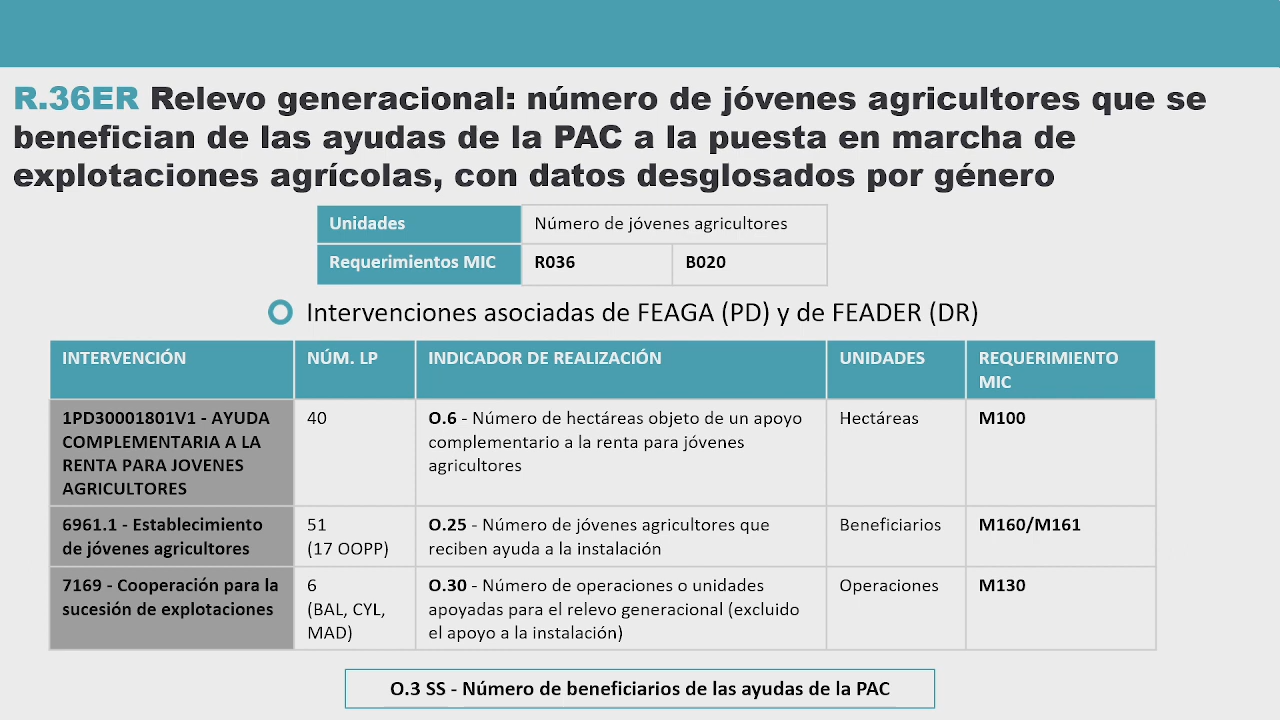 R.36ER Relevo generacional: número de jóvenes agricultores que se
benefician de las ayudas de la PAC a la puesta en marcha de
explotaciones agrícolas, con datos desglosados por género
Unidades
Número de jóvenes agricultores
Requerimientos MIC
R036
B020
Intervenciones asociadas de FEAGA (PD) y de FEADER (DR)
INTERVENCIÓN
NÚM. LP
INDICADOR DE REALIZACIÓN
UNIDADES
REQUERIMIENTO
MIC
1PD30001801V1 - AYUDA
COMPLEMENTARIA A LA
RENTA PARA JOVENES
AGRICULTORES
40
O.6 - Número de hectáreas objeto de un apoyo
complementario a la renta para jóvenes
agricultores
Hectáreas
M100
6961.1 - Establecimiento
de jóvenes agricultores
51
(17 OOPP)
O.25 - Número de jóvenes agricultores que
reciben ayuda a la instalación
Beneficiarios
M160/M161
7169 - Cooperación para la
sucesión de explotaciones
6
(BAL, CYL,
MAD)
O.30 - Número de operaciones o unidades
apoyadas para el relevo generacional (excluido
el apoyo a la instalación)
Operaciones
M130
O.3 SS - Número de beneficiarios de las ayudas de la PAC